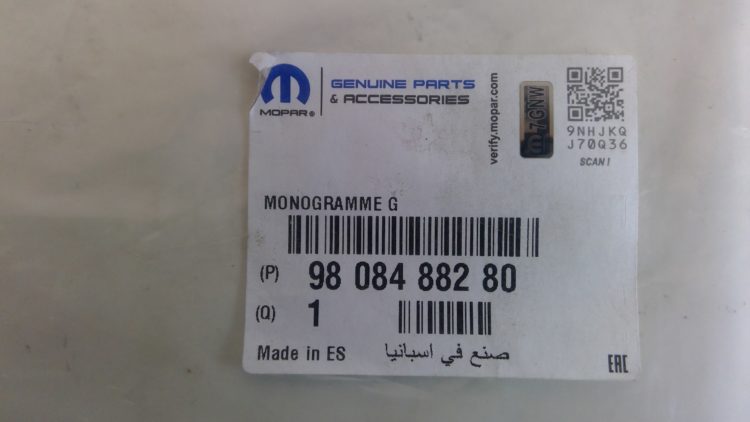 MOPAR®
GENUINE PARTS
& ACCESSORIES
verify.mopar.com
7GNW
9NHJKQ
J70Q36
SCAN!
MONOGRAMME G
(P) 98 084 882 80
(Q) 1
Made in ES صنع في اسبانيا
EAC